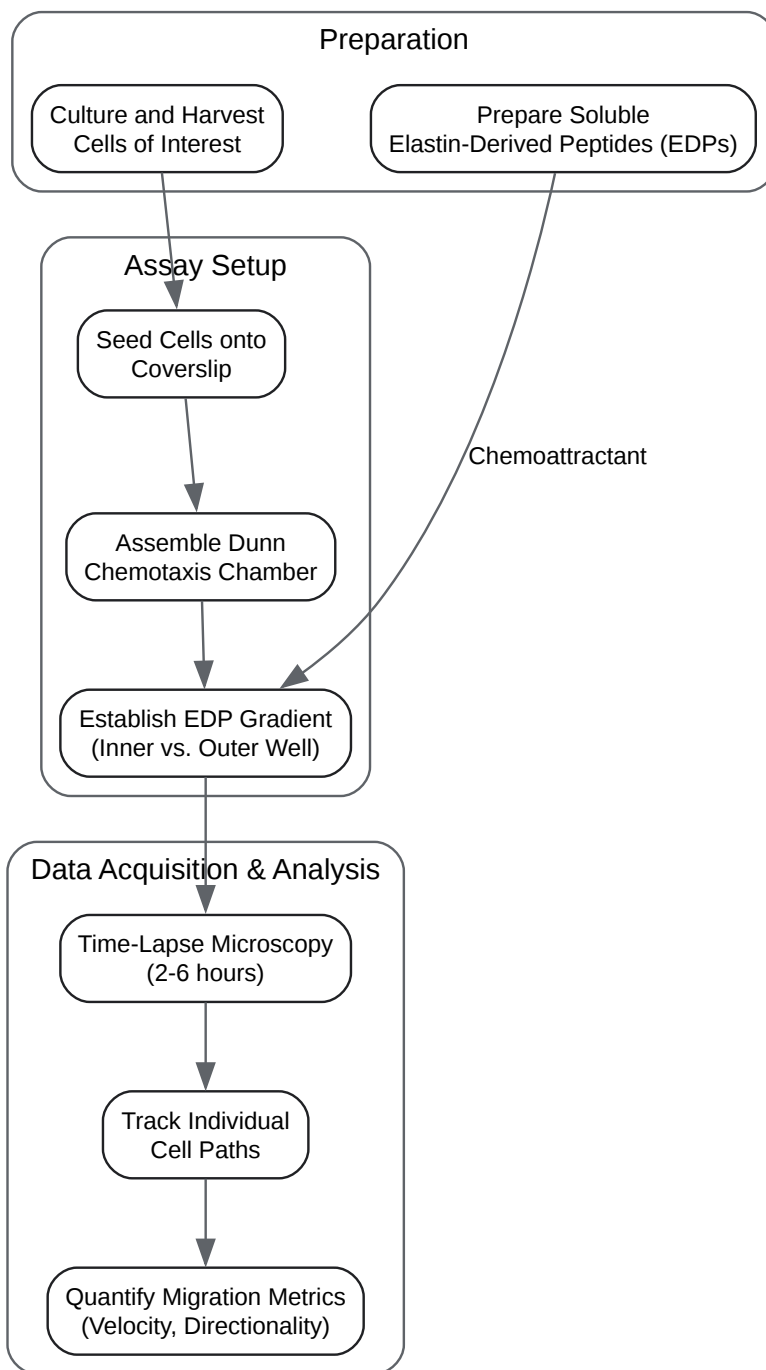 Preparation
Culture and Harvest
Cells of Interest
Prepare Soluble
Elastin-Derived Peptides (EDPs)
Assay Setup
Seed Cells onto
Coverslip
Chemoattractant
Assemble Dunn
Chemotaxis Chamber
Establish EDP Gradient
(Inner vs. Outer Well)
Data Acquisition & Analysis
Time-Lapse Microscopy
(2-6 hours)
Track Individual
Cell Paths
Quantify Migration Metrics
(Velocity, Directionality)